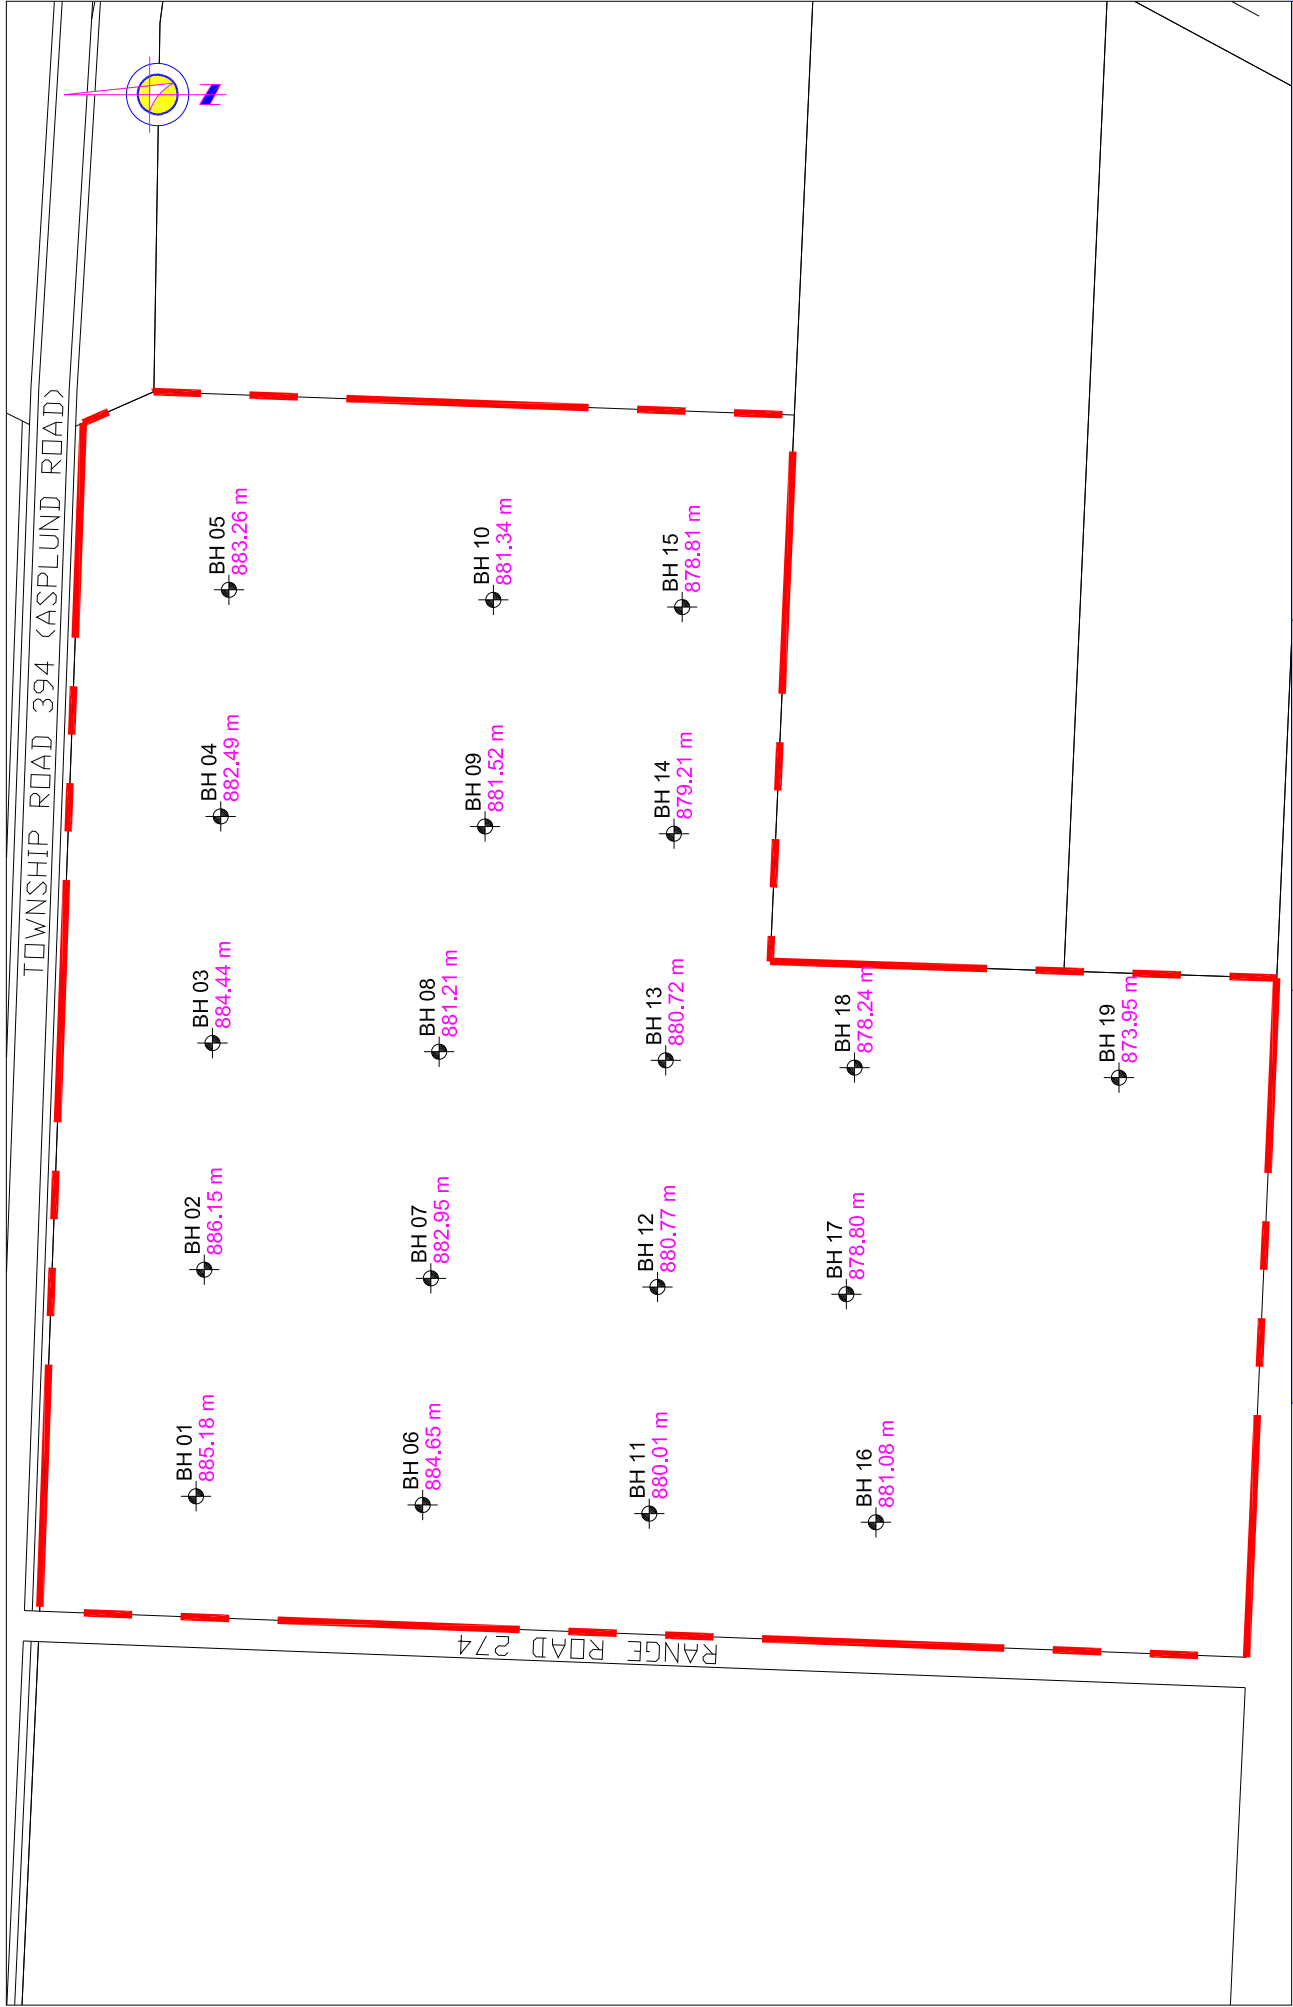 N
TOWNSHIP ROAD 394 (ASPLUND ROAD)
BH 01
885.18 m
BH 02
886.15 m
BH 03
884.44 m
BH 04
882.49 m
BH 05
883.26 m
BH 06
884.65 m
BH 07
882.95 m
BH 08
881.21 m
BH 09
881.52 m
BH 10
881.34 m
BH 11
880.01 m
BH 12
880.77 m
BH 13
880.72 m
BH 14
879.21 m
BH 15
878.81 m
BH 16
881.08 m
BH 17
878.80 m
BH 18
878.24 m
BH 19
873.95 m
RANGE ROAD 274